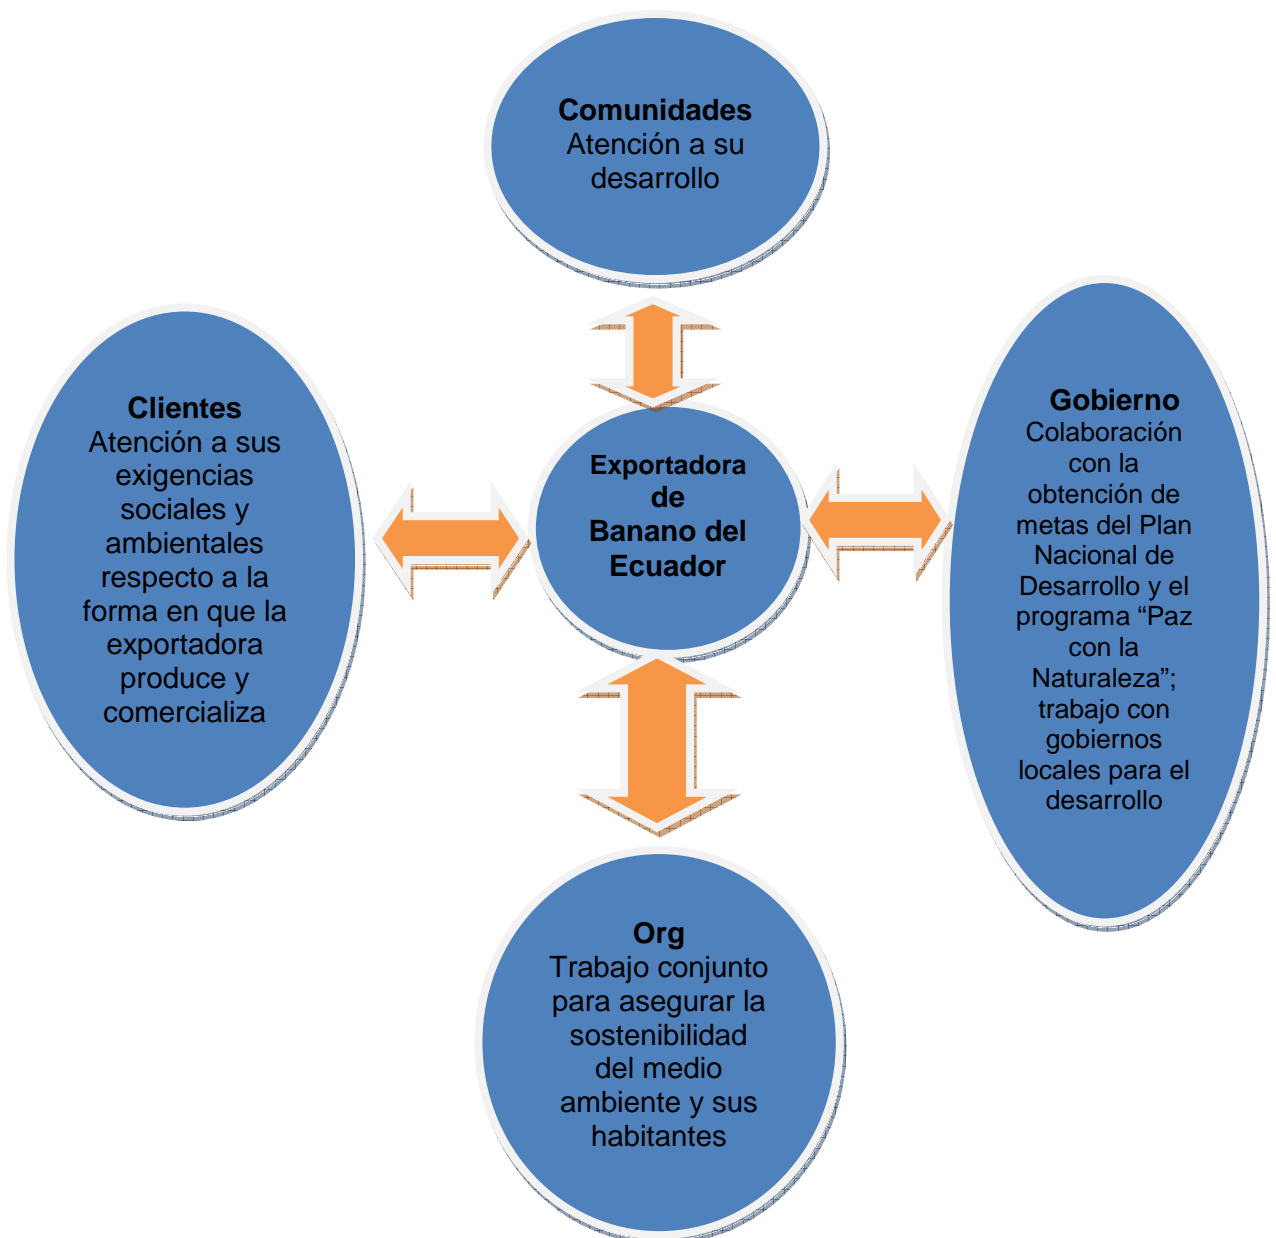 Comunidades
Atención a su
desarrollo
Clientes
Atención a sus
exigencias
sociales y
ambientales
respecto a la
forma en que la
exportadora
produce y
comercializa
Exportadora
de
Banano del
Ecuador
Gobierno
Colaboración
con la
obtención de
metas del Plan
Nacional de
Desarrollo y el
programa “Paz
con la
Naturaleza”;
trabajo con
gobiernos
locales para el
desarrollo
Org
Trabajo conjunto
para asegurar la
sostenibilidad
del medio
ambiente y sus
habitantes